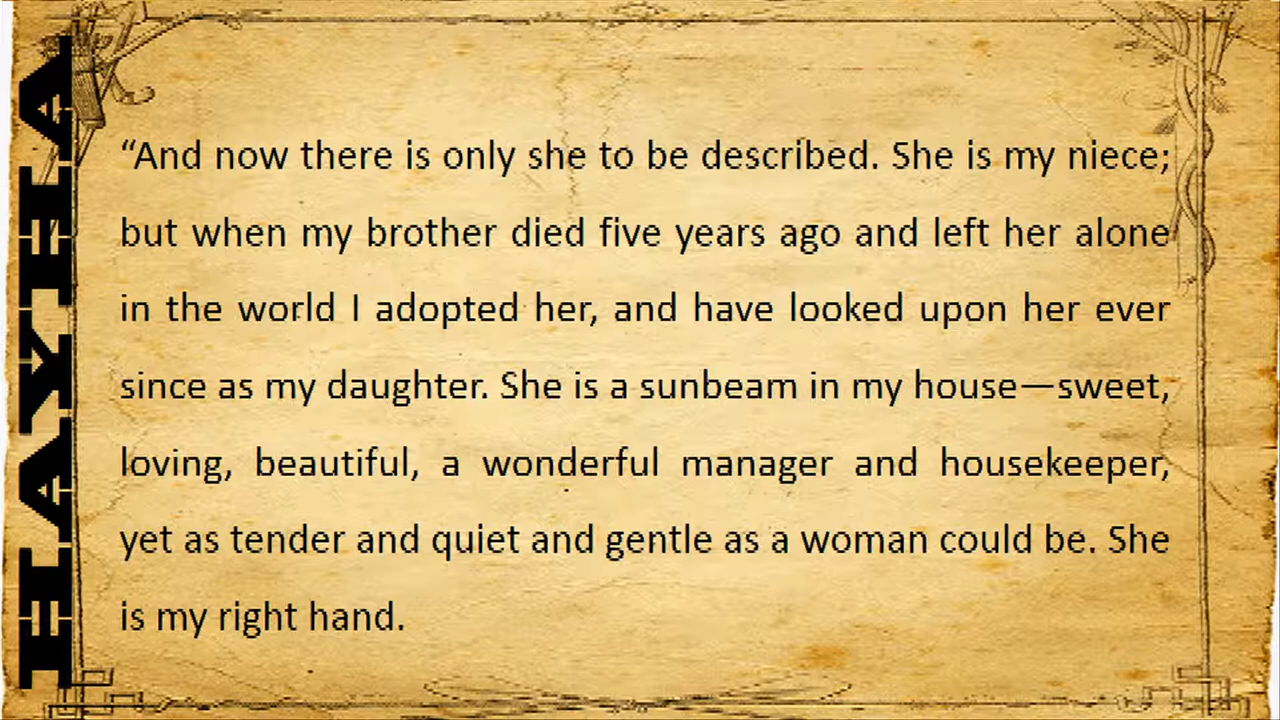 HAYHA
“And now there is only she to be described. She is my niece;
but when my brother died five years ago and left her alone
in the world I adopted her, and have looked upon her ever
since as my daughter. She is a sunbeam in my house—sweet,
loving, beautiful, a wonderful manager and housekeeper,
yet as tender and quiet and gentle as a woman could be. She
is my right hand.